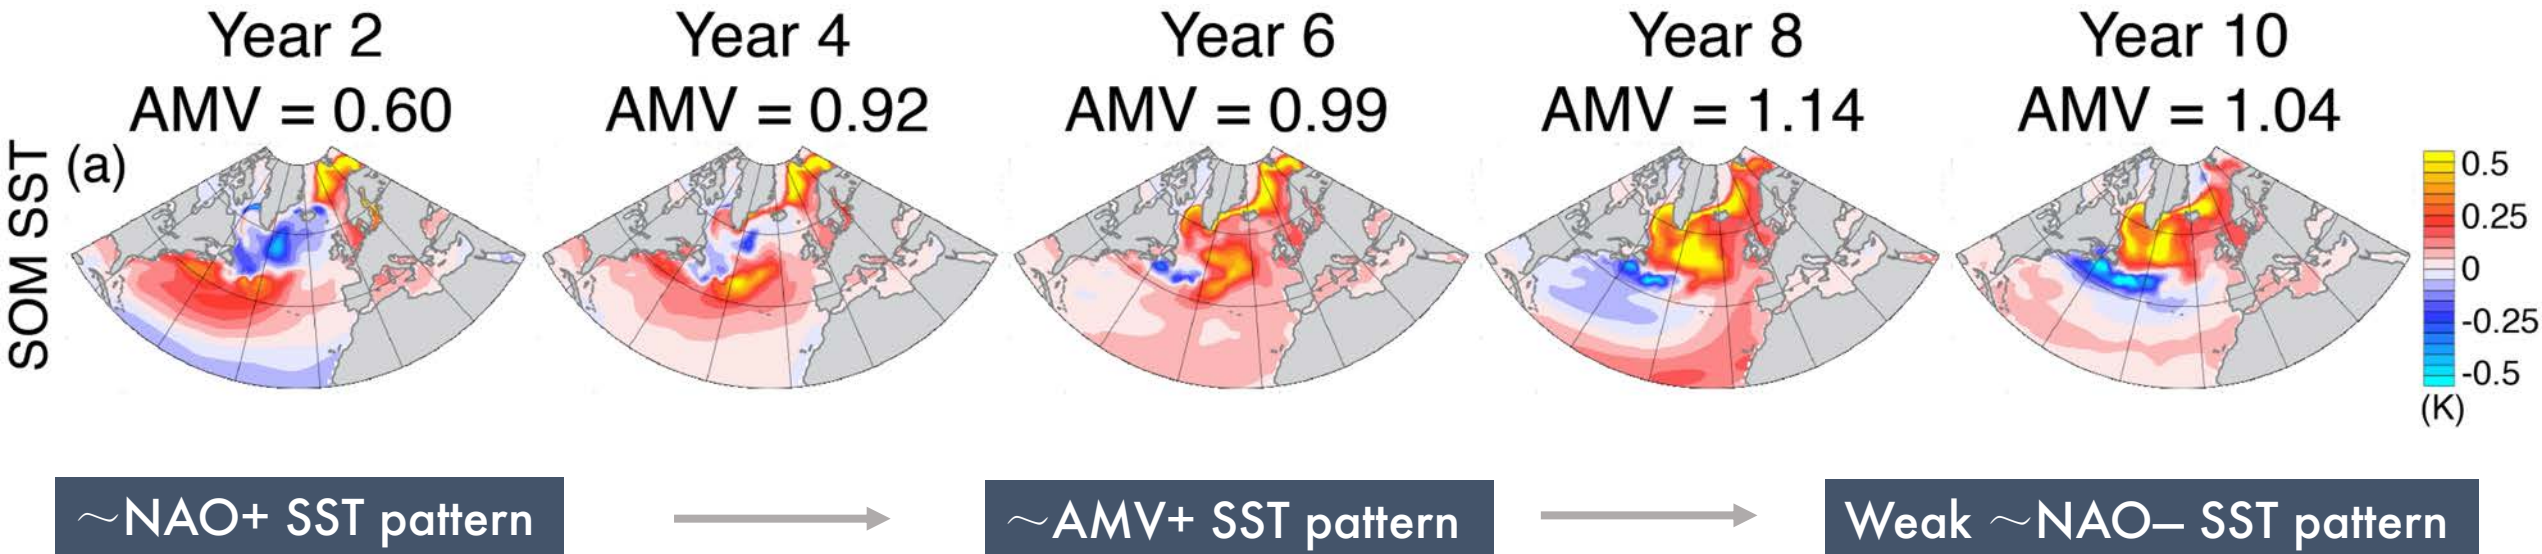 Year 2
Year 4
Year 6
Year 8
Year 10
AMV = 0.60
AMV = 0.92
AMV = 0.99
AMV = 1.14
AMV = 1.04
SOM SST
(a)
0.5
0.25
0
-0.25
-0.5
(K)
~NAO+ SST pattern
~AMV+ SST pattern
Weak ~NAO– SST pattern